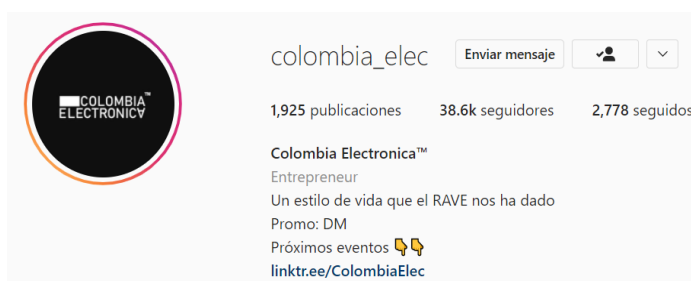 COLOMBIA™
ELECTRONICA
colombia_elec Enviar mensaje
1,925 publicaciones 38.6k seguidores 2,778 seguidos
Colombia Electronica™
Entrepreneur
Un estilo de vida que el RAVE nos ha dado
Promo: DM
Próximos eventos 👇👇
linktr.ee/ColombiaElec